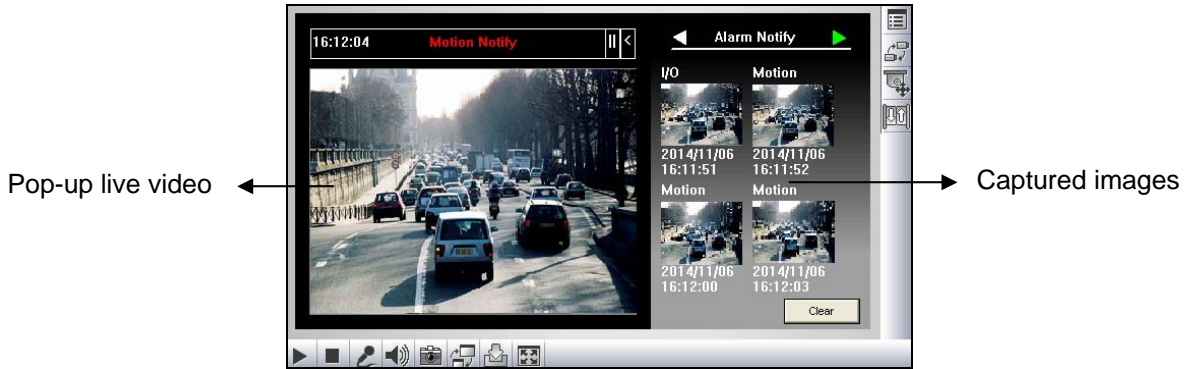 16:12:04 Motion Notify
Alarm Notify
I/O Motion
2014/11/06 2014/11/06
16:11:51 16:11:52
Motion Motion
2014/11/06 2014/11/06
16:12:00 16:12:03
Clear
Pop-up live video
Captured images